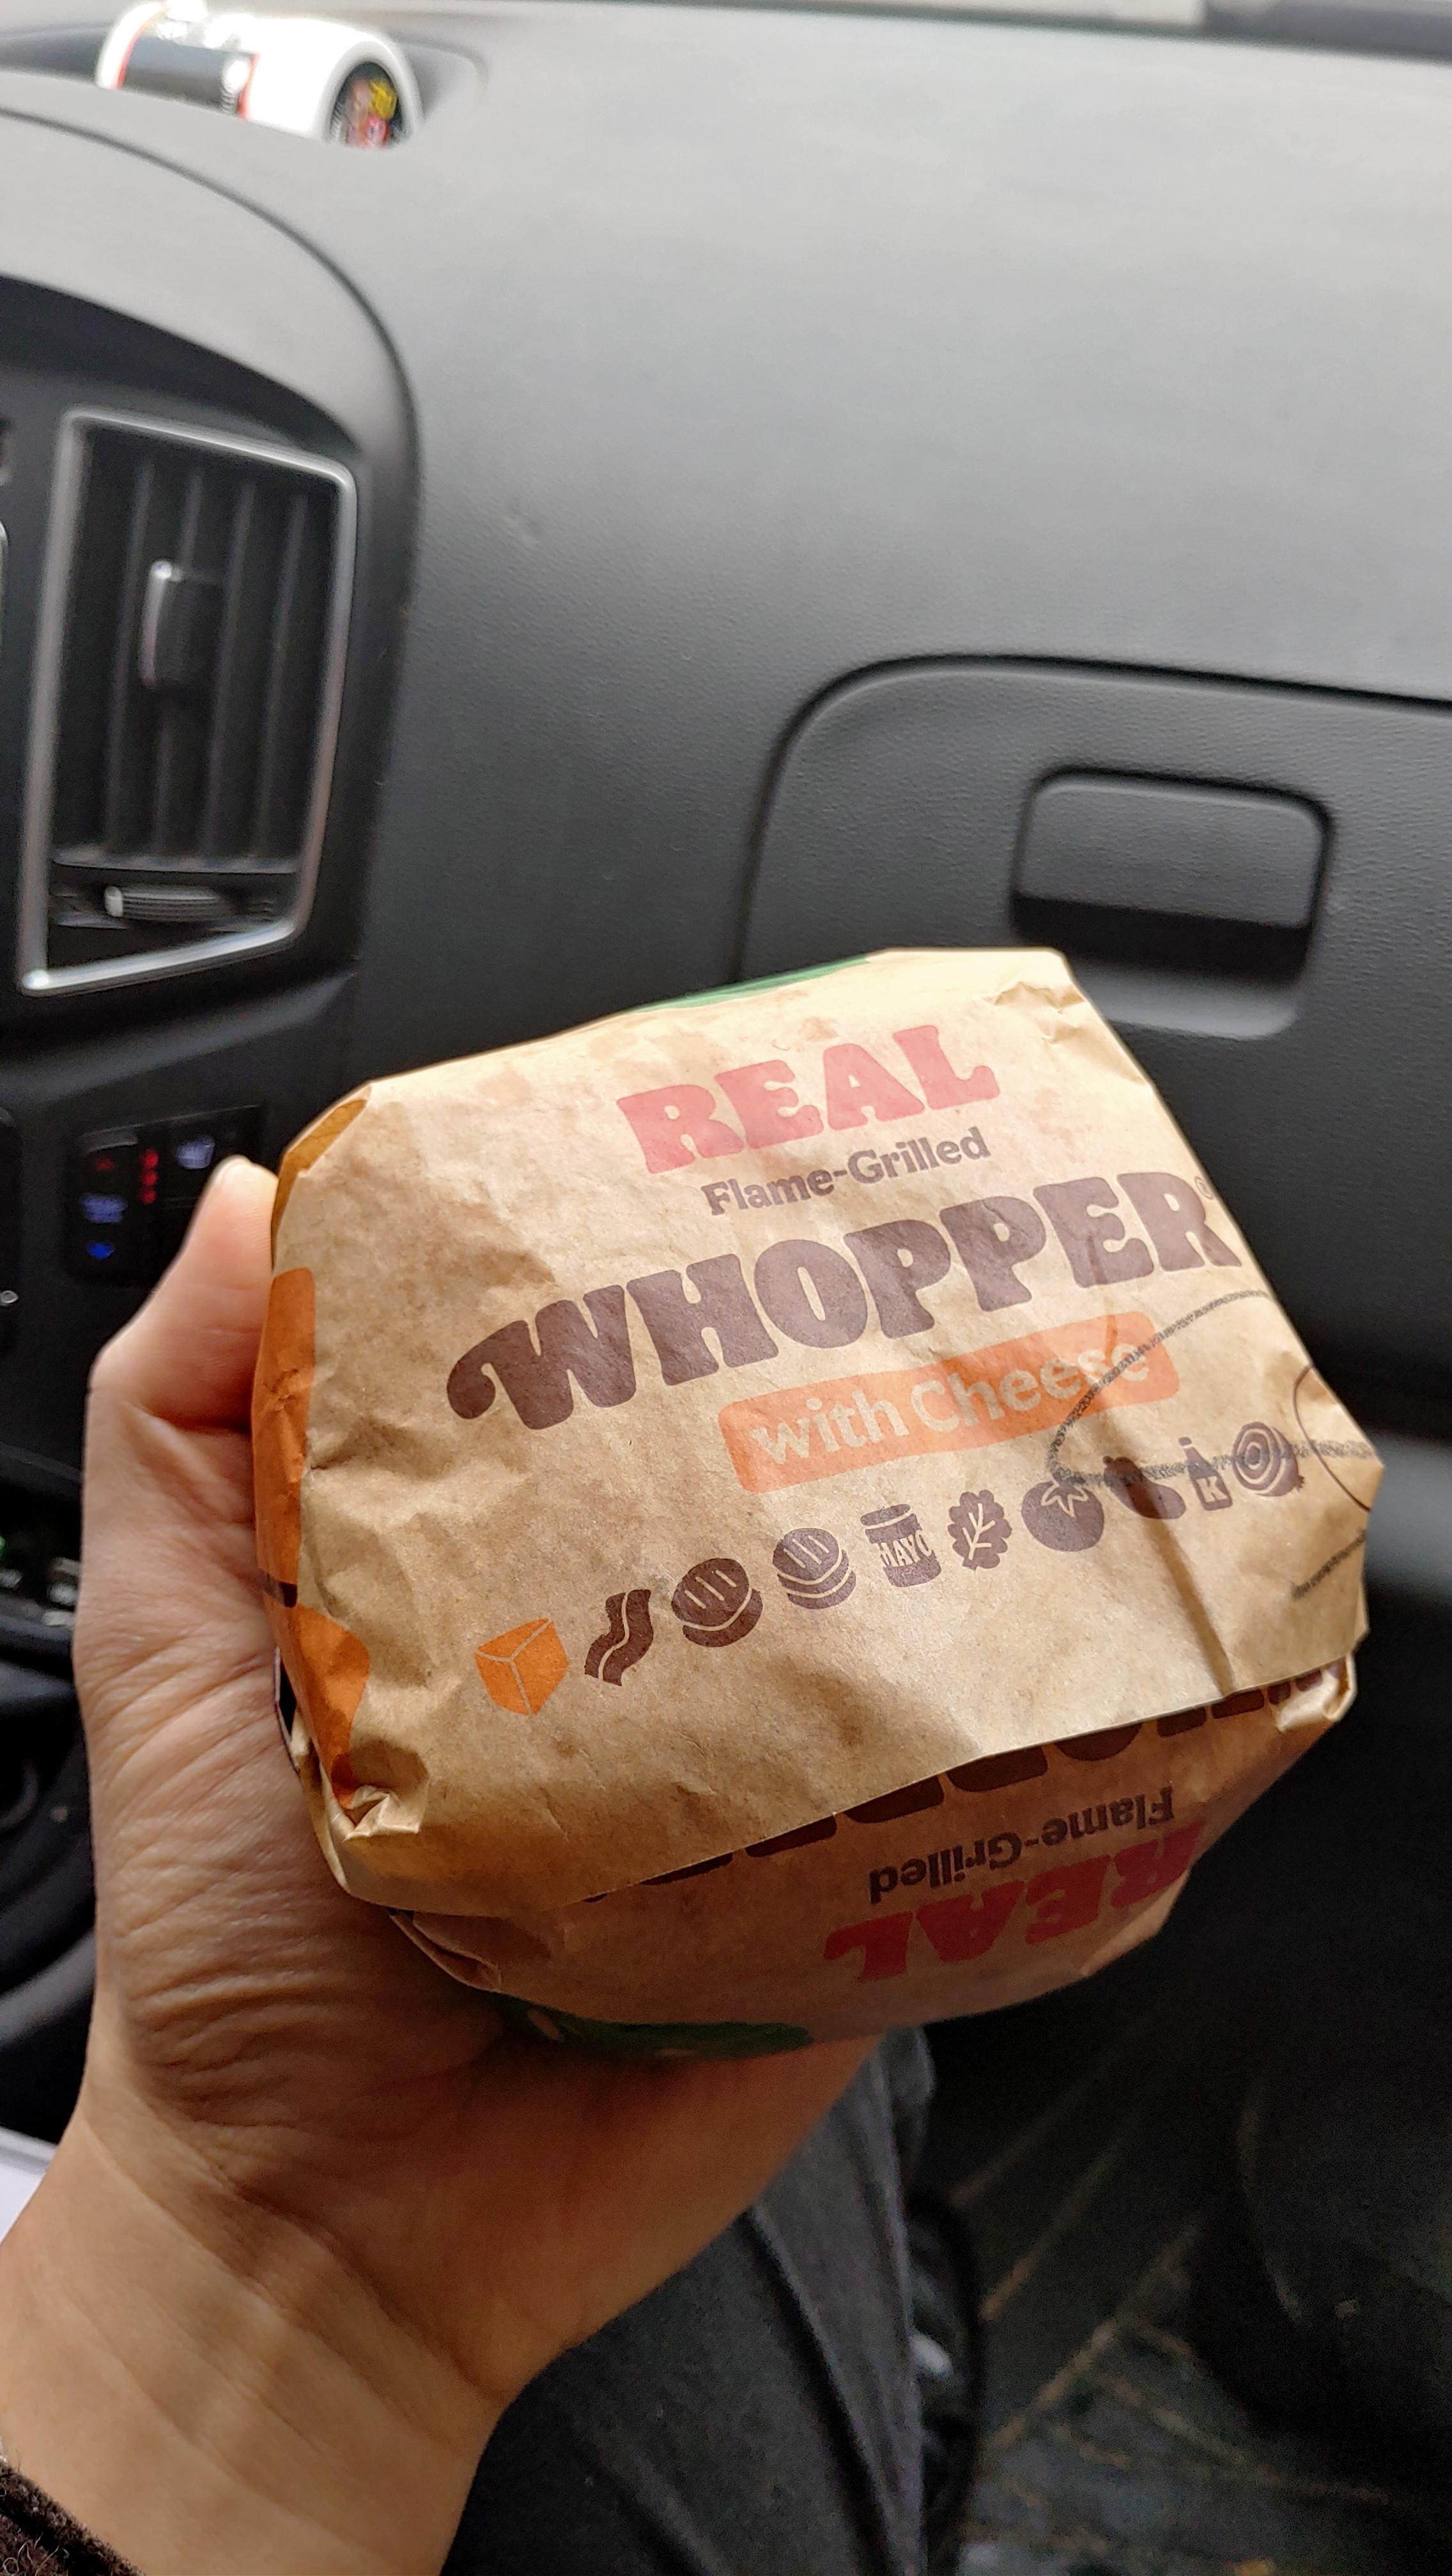 REAL
Flame-Grilled
WHOPPER®
with Cheese
MAYO
K
Flame-Grilled
REAL